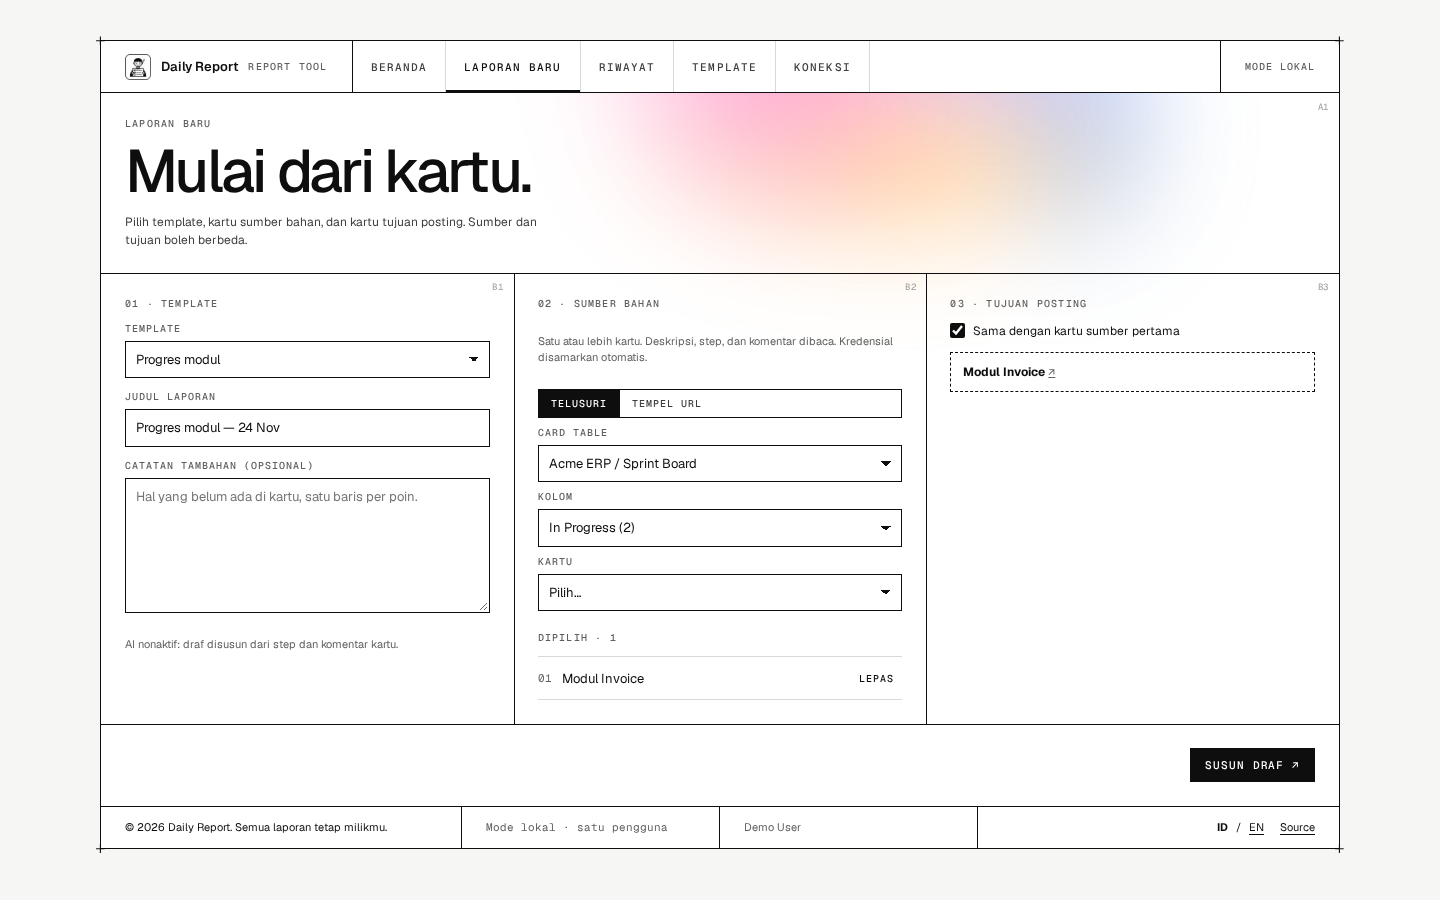 Daily Report REPORT TOOL
BERANDA
LAPORAN BARU
RIWAYAT
TEMPLATE
KONEKSI
MODE LOKAL
A1
LAPORAN BARU
Mulai dari kartu.
Pilih template, kartu sumber bahan, dan kartu tujuan posting. Sumber dan
tujuan boleh berbeda.
B1
01 · TEMPLATE
TEMPLATE
Progres modul
JUDUL LAPORAN
Progres modul — 24 Nov
CATATAN TAMBAHAN (OPSIONAL)
Hal yang belum ada di kartu, satu baris per poin.
AI nonaktif: draf disusun dari step dan komentar kartu.
B2
02 · SUMBER BAHAN
Satu atau lebih kartu. Deskripsi, step, dan komentar dibaca. Kredensial
disamarkan otomatis.
TELUSURI
TEMPEL URL
CARD TABLE
Acme ERP / Sprint Board
KOLOM
In Progress (2)
KARTU
Pilih…
DIPILIH · 1
01 Modul Invoice LEPAS
B3
03 · TUJUAN POSTING
Sama dengan kartu sumber pertama
Modul Invoice ↗
SUSUN DRAF ↗
© 2026 Daily Report. Semua laporan tetap milikmu.
Mode lokal · satu pengguna
Demo User
ID / EN Source